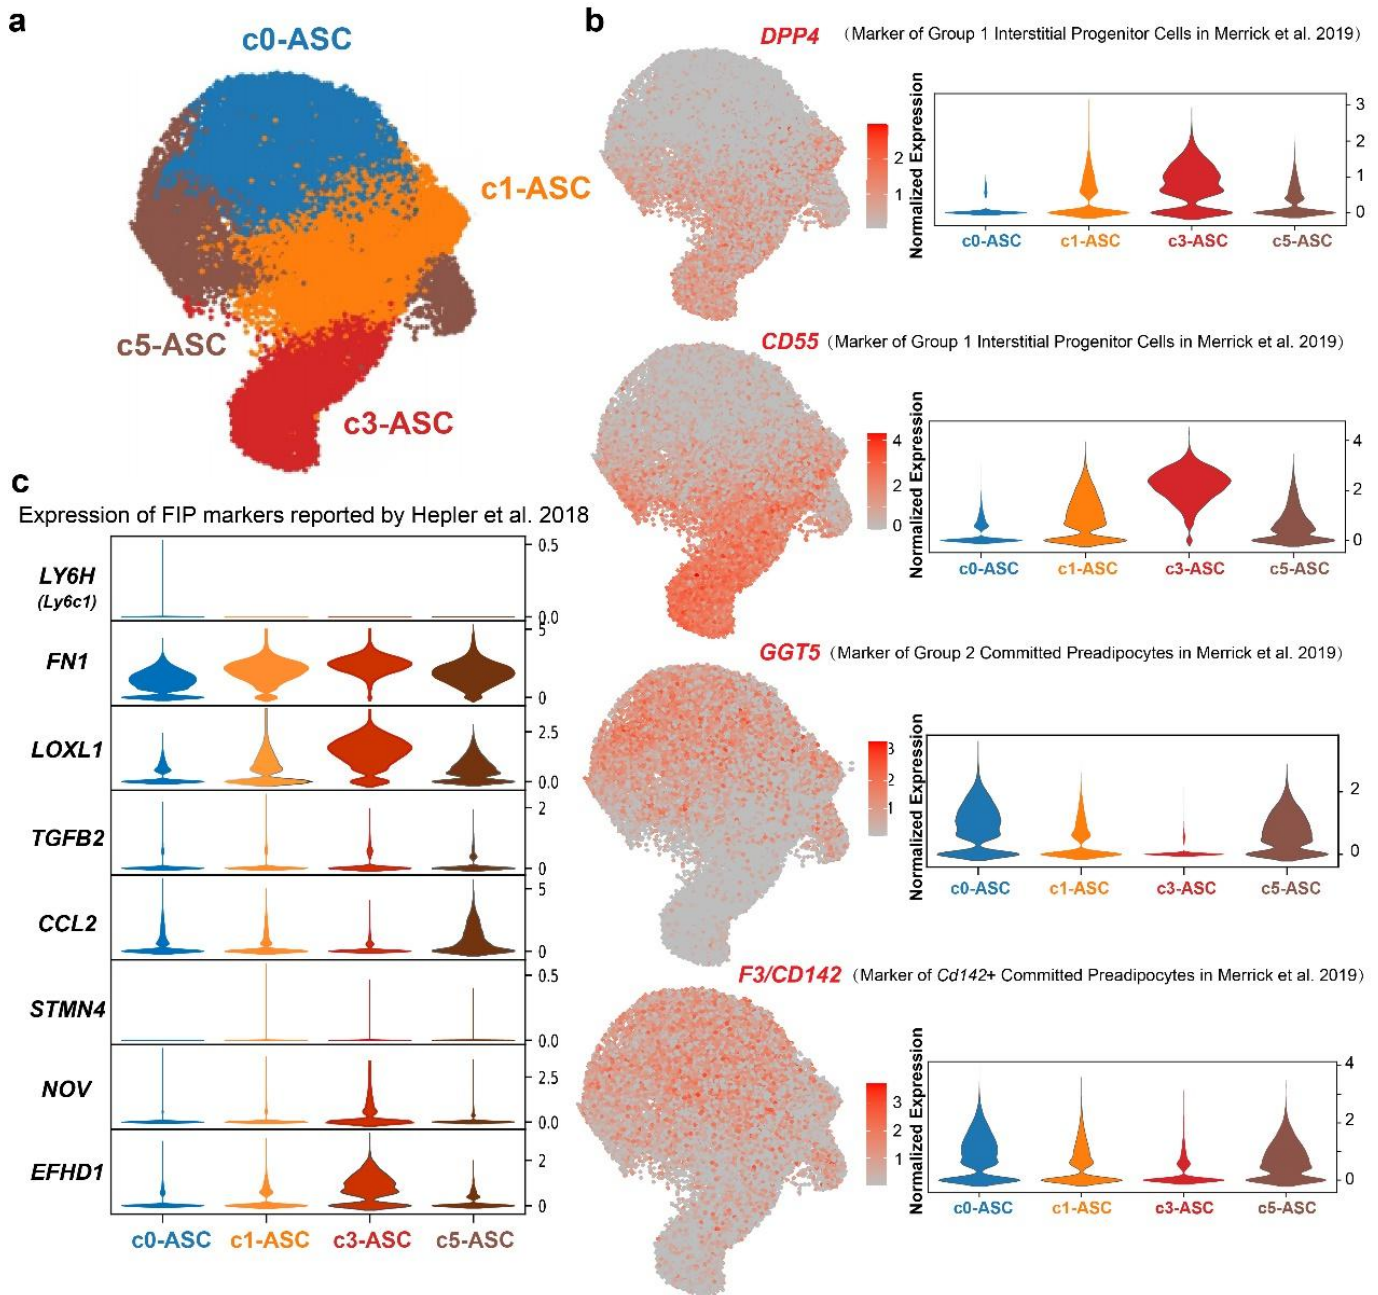 a
c0-ASC
c1-ASC
c5-ASC
c3-ASC
b
DPP4 (Marker of Group 1 Interstitial Progenitor Cells in Merrick et al. 2019)
2
1
Normalized Expression
3
2
1
0
c0-ASC c1-ASC c3-ASC c5-ASC
CD55 (Marker of Group 1 Interstitial Progenitor Cells in Merrick et al. 2019)
4
2
0
Normalized Expression
4
2
0
c0-ASC c1-ASC c3-ASC c5-ASC
GGT5 (Marker of Group 2 Committed Preadipocytes in Merrick et al. 2019)
3
2
1
Normalized Expression
2
0
c0-ASC c1-ASC c3-ASC c5-ASC
F3/CD142 (Marker of Cd142+ Committed Preadipocytes in Merrick et al. 2019)
3
2
1
Normalized Expression
4
2
0
c0-ASC c1-ASC c3-ASC c5-ASC
c
Expression of FIP markers reported by Hepler et al. 2018
LY6H
(Ly6c1)
0.5
0.0
FN1
5
0
LOXL1
2.5
0.0
TGFB2
2
0
CCL2
5
0
STMN4
0.5
0.0
NOV
2.5
0.0
EFHD1
2
0
c0-ASC c1-ASC c3-ASC c5-ASC